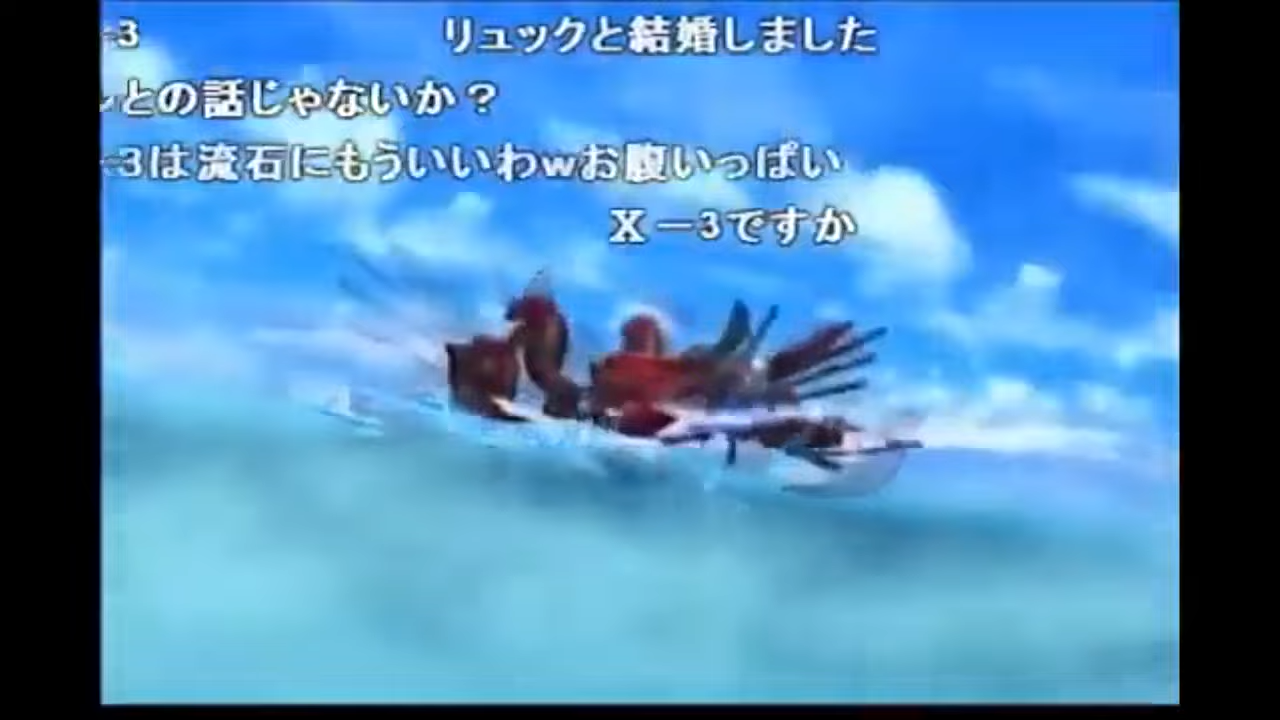 -3
リュックと結婚しました
との話じゃないか？
-3は流石にもういいわwお腹いっぱい
X－3ですか